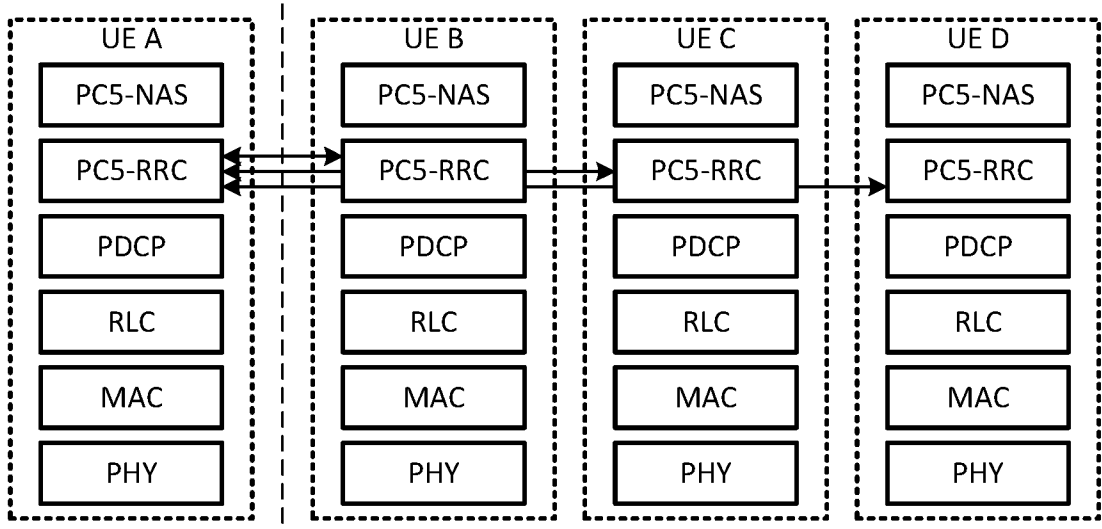 UE A
PC5-NAS
PC5-RRC
PDCP
RLC
MAC
PHY
UE B
PC5-NAS
PC5-RRC
PDCP
RLC
MAC
PHY
UE C
PC5-NAS
PC5-RRC
PDCP
RLC
MAC
PHY
UE D
PC5-NAS
PC5-RRC
PDCP
RLC
MAC
PHY